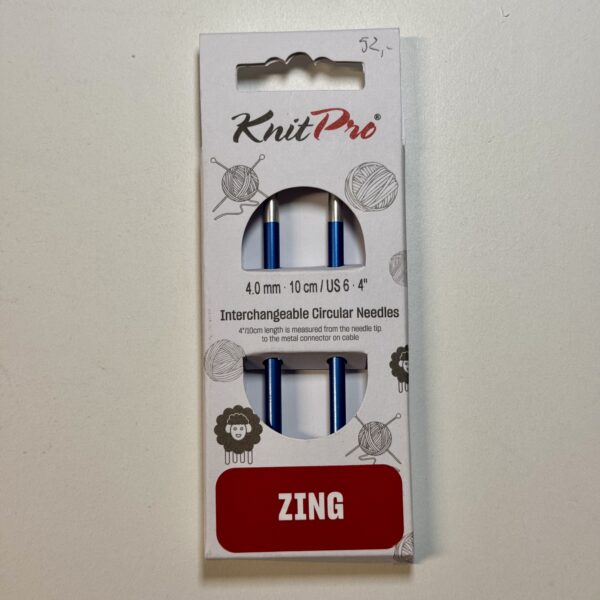 52,-
KnitPro®
4.0 mm · 10 cm / US 6 · 4"
Interchangeable Circular Needles
4"/10cm length is measured from the needle tip
to the metal connector on cable
ZING